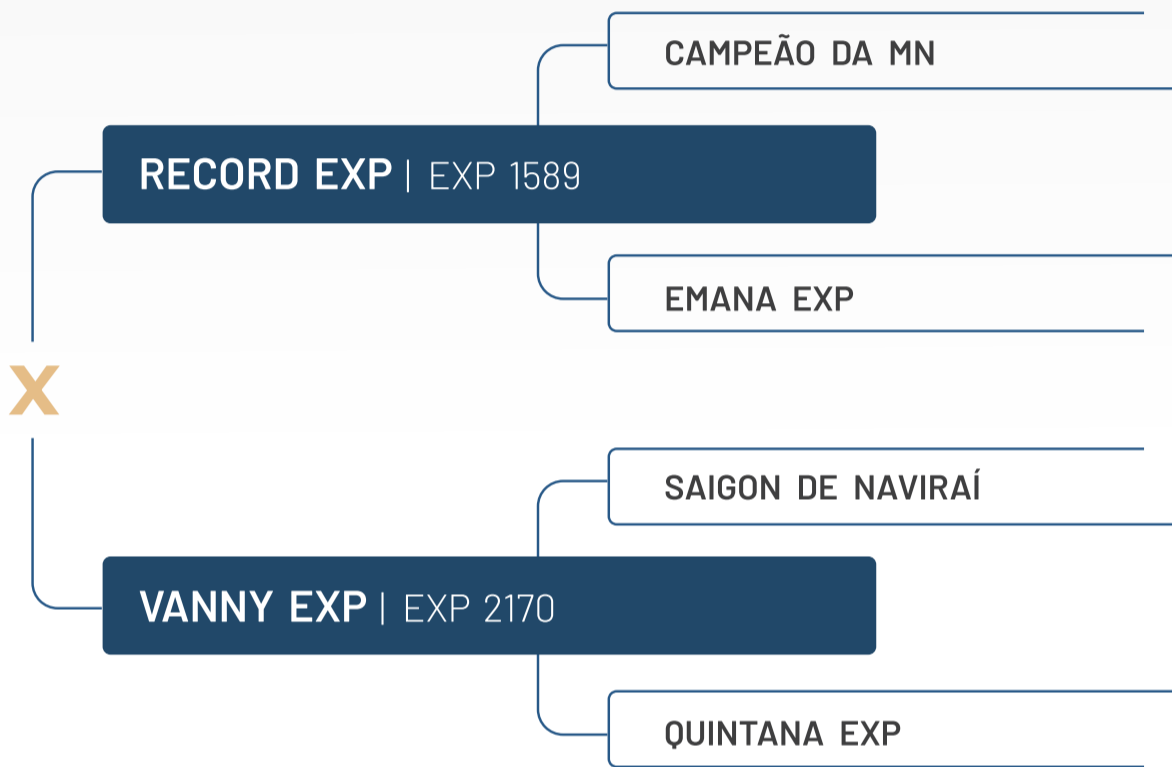 CAMPEÃO DA MN
RECORD EXP | EXP 1589
EMANA EXP
X
SAIGON DE NAVIRAÍ
VANNY EXP | EXP 2170
QUINTANA EXP